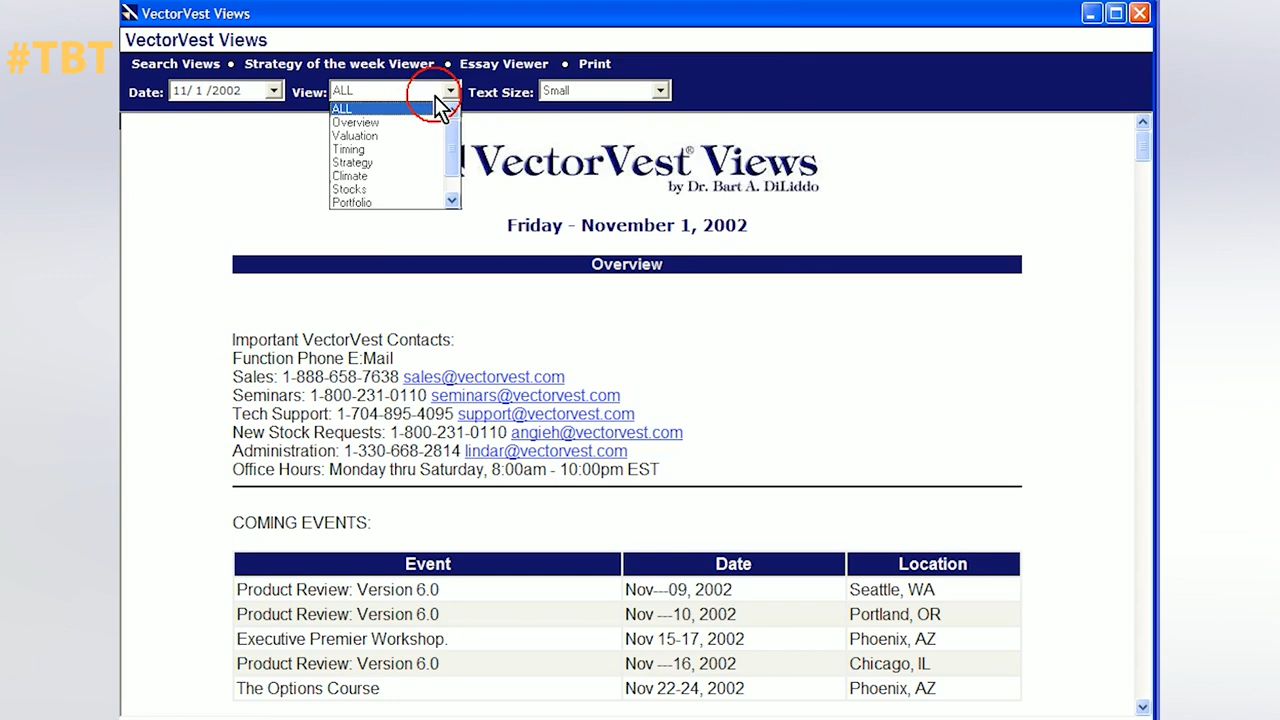 VectorVest Views
VectorVest Views
#TBT
Search Views • Strategy of the week Viewer • Essay Viewer • Print
Date: 11/ 1 /2002 View: ALL Text Size: Small
ALL
Overview
Valuation
Timing
Strategy
Climate
Stocks
Portfolio
VectorVest® Views
by Dr. Bart A. DiLiddo
Friday - November 1, 2002
Overview
Important VectorVest Contacts:
Function Phone E:Mail
Sales: 1-888-658-7638 sales@vectorvest.com
Seminars: 1-800-231-0110 seminars@vectorvest.com
Tech Support: 1-704-895-4095 support@vectorvest.com
New Stock Requests: 1-800-231-0110 angieh@vectorvest.com
Administration: 1-330-668-2814 lindar@vectorvest.com
Office Hours: Monday thru Saturday, 8:00am - 10:00pm EST
COMING EVENTS:
Event Date Location
Product Review: Version 6.0 Nov---09, 2002 Seattle, WA
Product Review: Version 6.0 Nov ---10, 2002 Portland, OR
Executive Premier Workshop. Nov 15-17, 2002 Phoenix, AZ
Product Review: Version 6.0 Nov ---16, 2002 Chicago, IL
The Options Course Nov 22-24, 2002 Phoenix, AZ